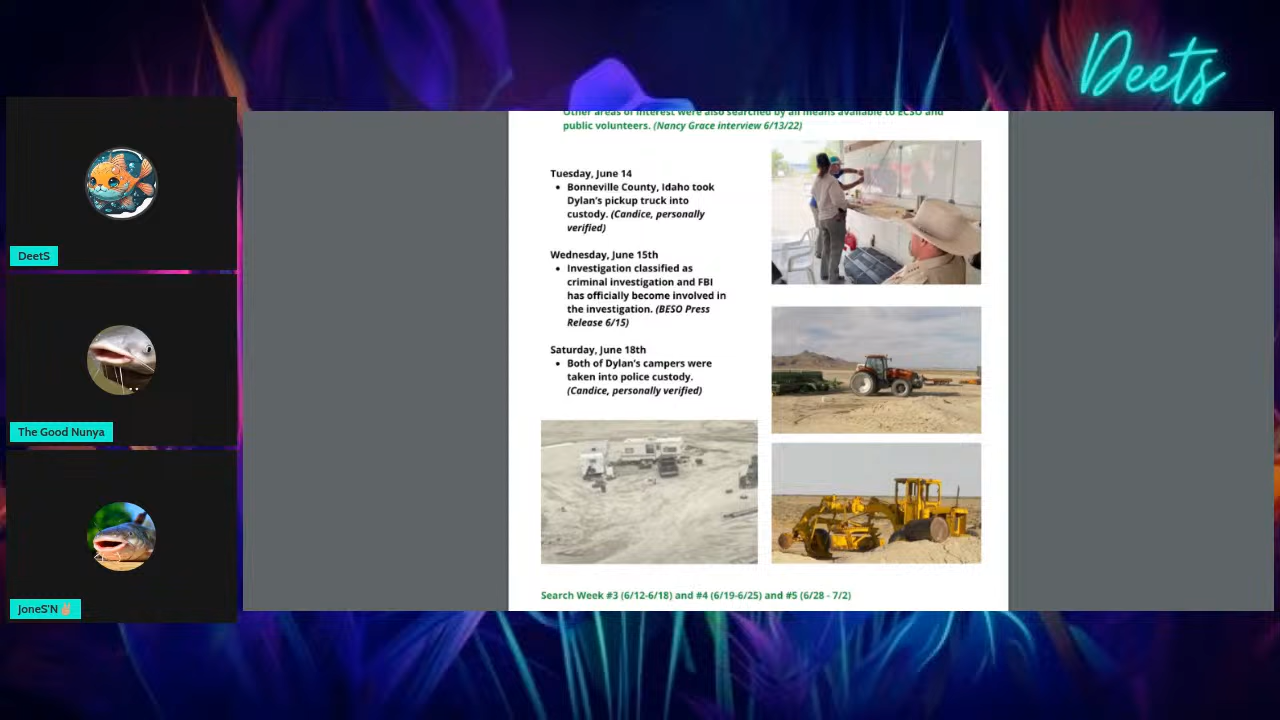 Deets
Other areas of interest were also searched by all means available to ECSO and
public volunteers. (Nancy Grace interview 6/13/22)
Tuesday, June 14
• Bonneville County, Idaho took
Dylan's pickup truck into
custody. (Candice, personally
verified)
Wednesday, June 15th
• Investigation classified as
criminal investigation and FBI
has officially become involved in
the investigation. (BESO Press
Release 6/15)
Saturday, June 18th
• Both of Dylan's campers were
taken into police custody.
(Candice, personally verified)
Search Week #3 (6/12-6/18) and #4 (6/19-6/25) and #5 (6/28 - 7/2)
DeetS
The Good Nunya
JoneS'N ✌🏼